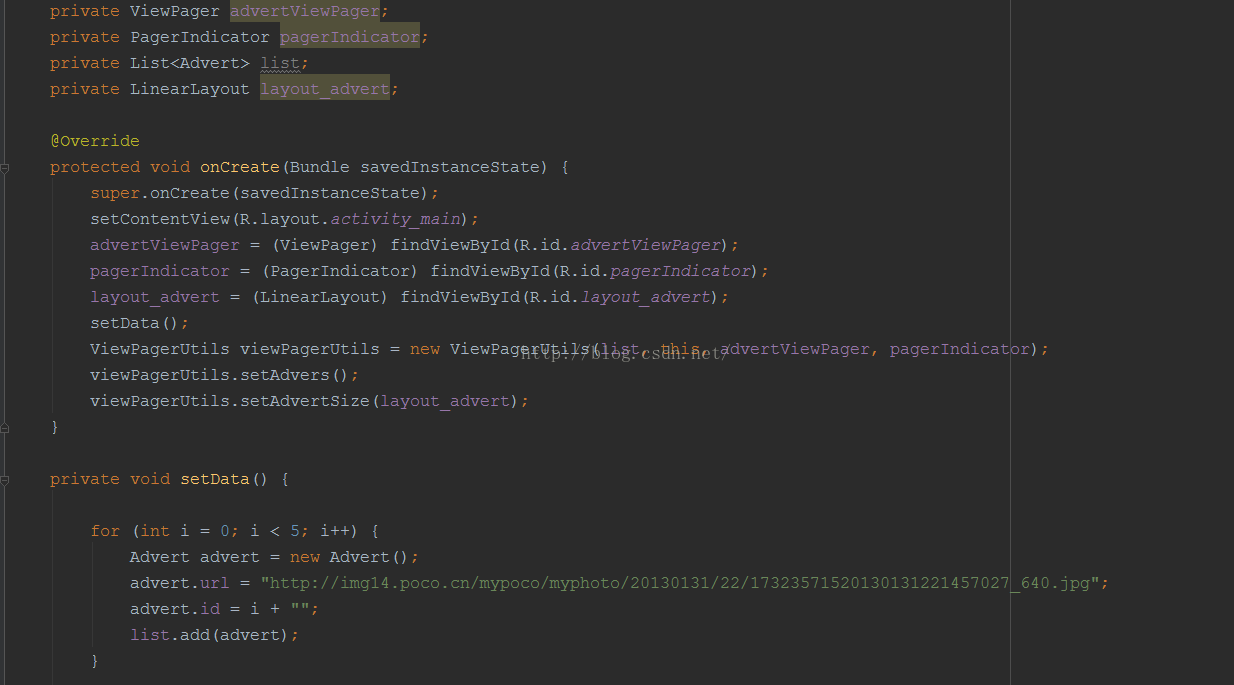 private ViewPager advertViewPager;
private PagerIndicator pagerIndicator;
private List<Advert> list;
private LinearLayout layout_advert;
@Override
protected void onCreate(Bundle savedInstanceState) {
super.onCreate(savedInstanceState);
setContentView(R.layout.activity_main);
advertViewPager = (ViewPager) findViewById(R.id.advertViewPager);
pagerIndicator = (PagerIndicator) findViewById(R.id.pagerIndicator);
layout_advert = (LinearLayout) findViewById(R.id.layout_advert);
setData();
ViewPagerUtils viewPagerUtils = new ViewPagerUtils(list, this, advertViewPager, pagerIndicator);
http://blog.csdn.net/
viewPagerUtils.setAdvers();
viewPagerUtils.setAdvertSize(layout_advert);
}
private void setData() {
for (int i = 0; i < 5; i++) {
Advert advert = new Advert();
advert.url = "http://img14.poco.cn/mypoco/myphoto/20130131/22/17323571520130131221457027_640.jpg";
advert.id = i + "";
list.add(advert);
}